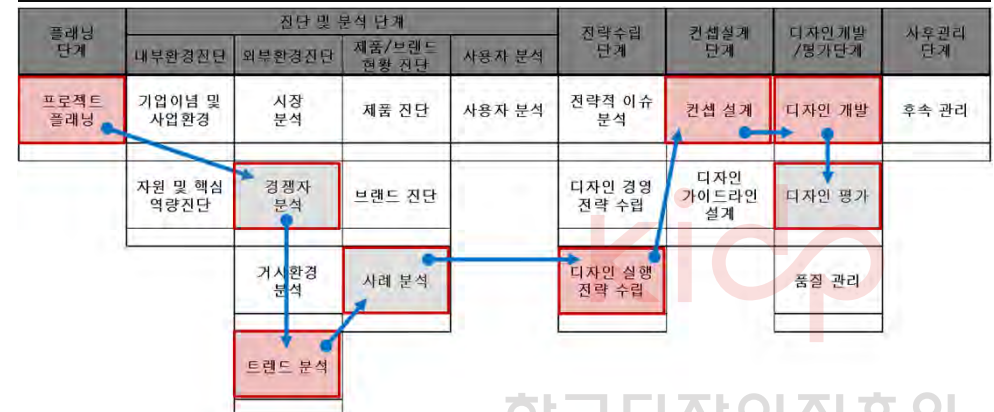 플래닝
단계
진단 및 분석 단계
전략수립
단계
컨셉설계
단계
디자인개발
/평가단계
사후관리
단계
내부환경진단
외부환경진단
제품/브랜드
현황 진단
사용자 분석
프로젝트
플래닝
기업이념 및
사업환경
시장
분석
제품 진단
사용자 분석
전략적 이슈
분석
컨셉 설계
디자인 개발
후속 관리
자원 및 핵심
역량진단
경쟁자
분석
브랜드 진단
디자인 경영
전략 수립
디자인
가이드라인
설계
디자인 평가
거시환경
분석
사례 분석
디자인 실행
전략 수립
품질 관리
트렌드 분석
kidp